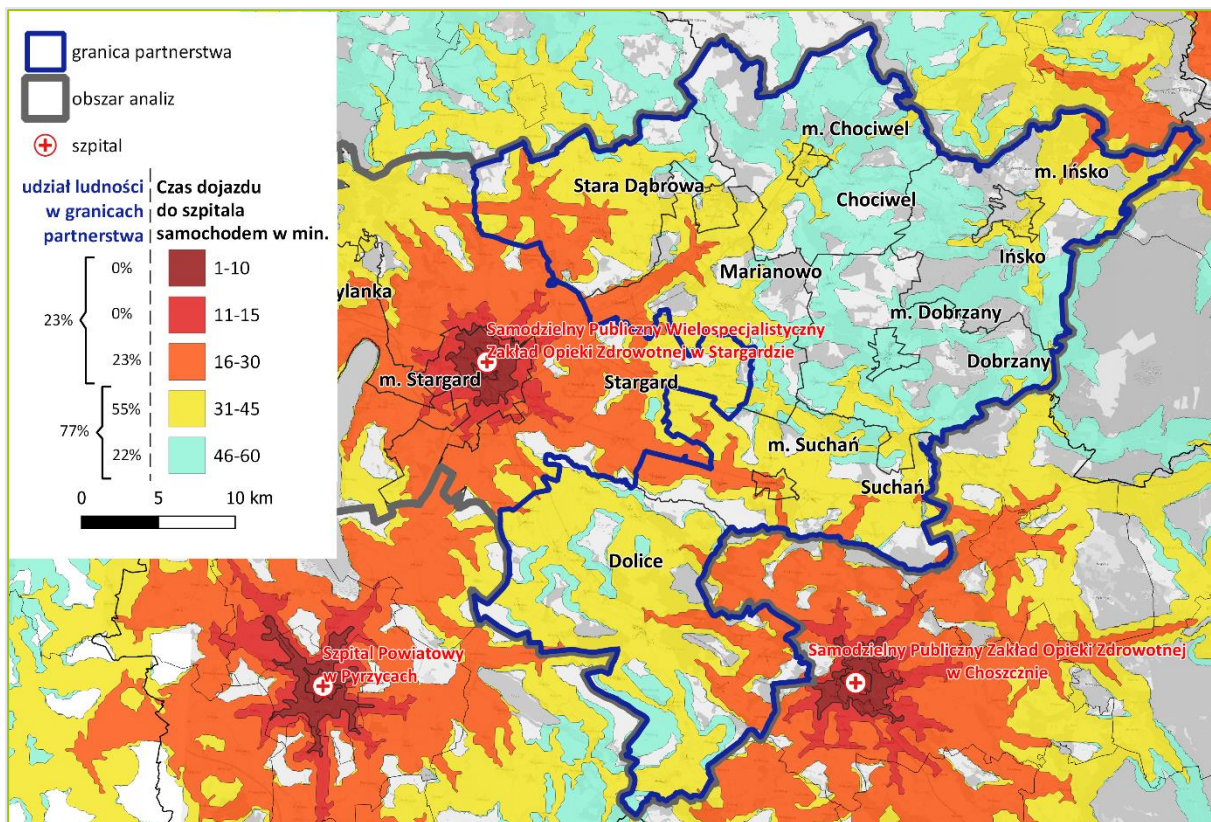 granica partnerstwa
obszar analiz
szpital
udział ludności
w granicach
partnerstwa
Czas dojazdu
do szpitala
samochodem w min.
0%
1-10
0%
11-15
23%
23%
16-30
55%
31-45
77%
22%
46-60
0
5
10 km
m. Chociwel
Stara Dąbrowa
m. Ińsko
Chociwel
Marianowo
Ińsko
ylanka
m. Dobrzany
Samodzielny Publiczny Wielospecjalistyczny
Zakład Opieki Zdrowotnej w Stargardzie
Dobrzany
m. Stargard
Stargard
m. Suchań
Suchań
Dolice
Szpital Powiatowy
w Pyrzycach
Samodzielny Publiczny Zakład Opieki Zdrowotnej
w Choszcznie